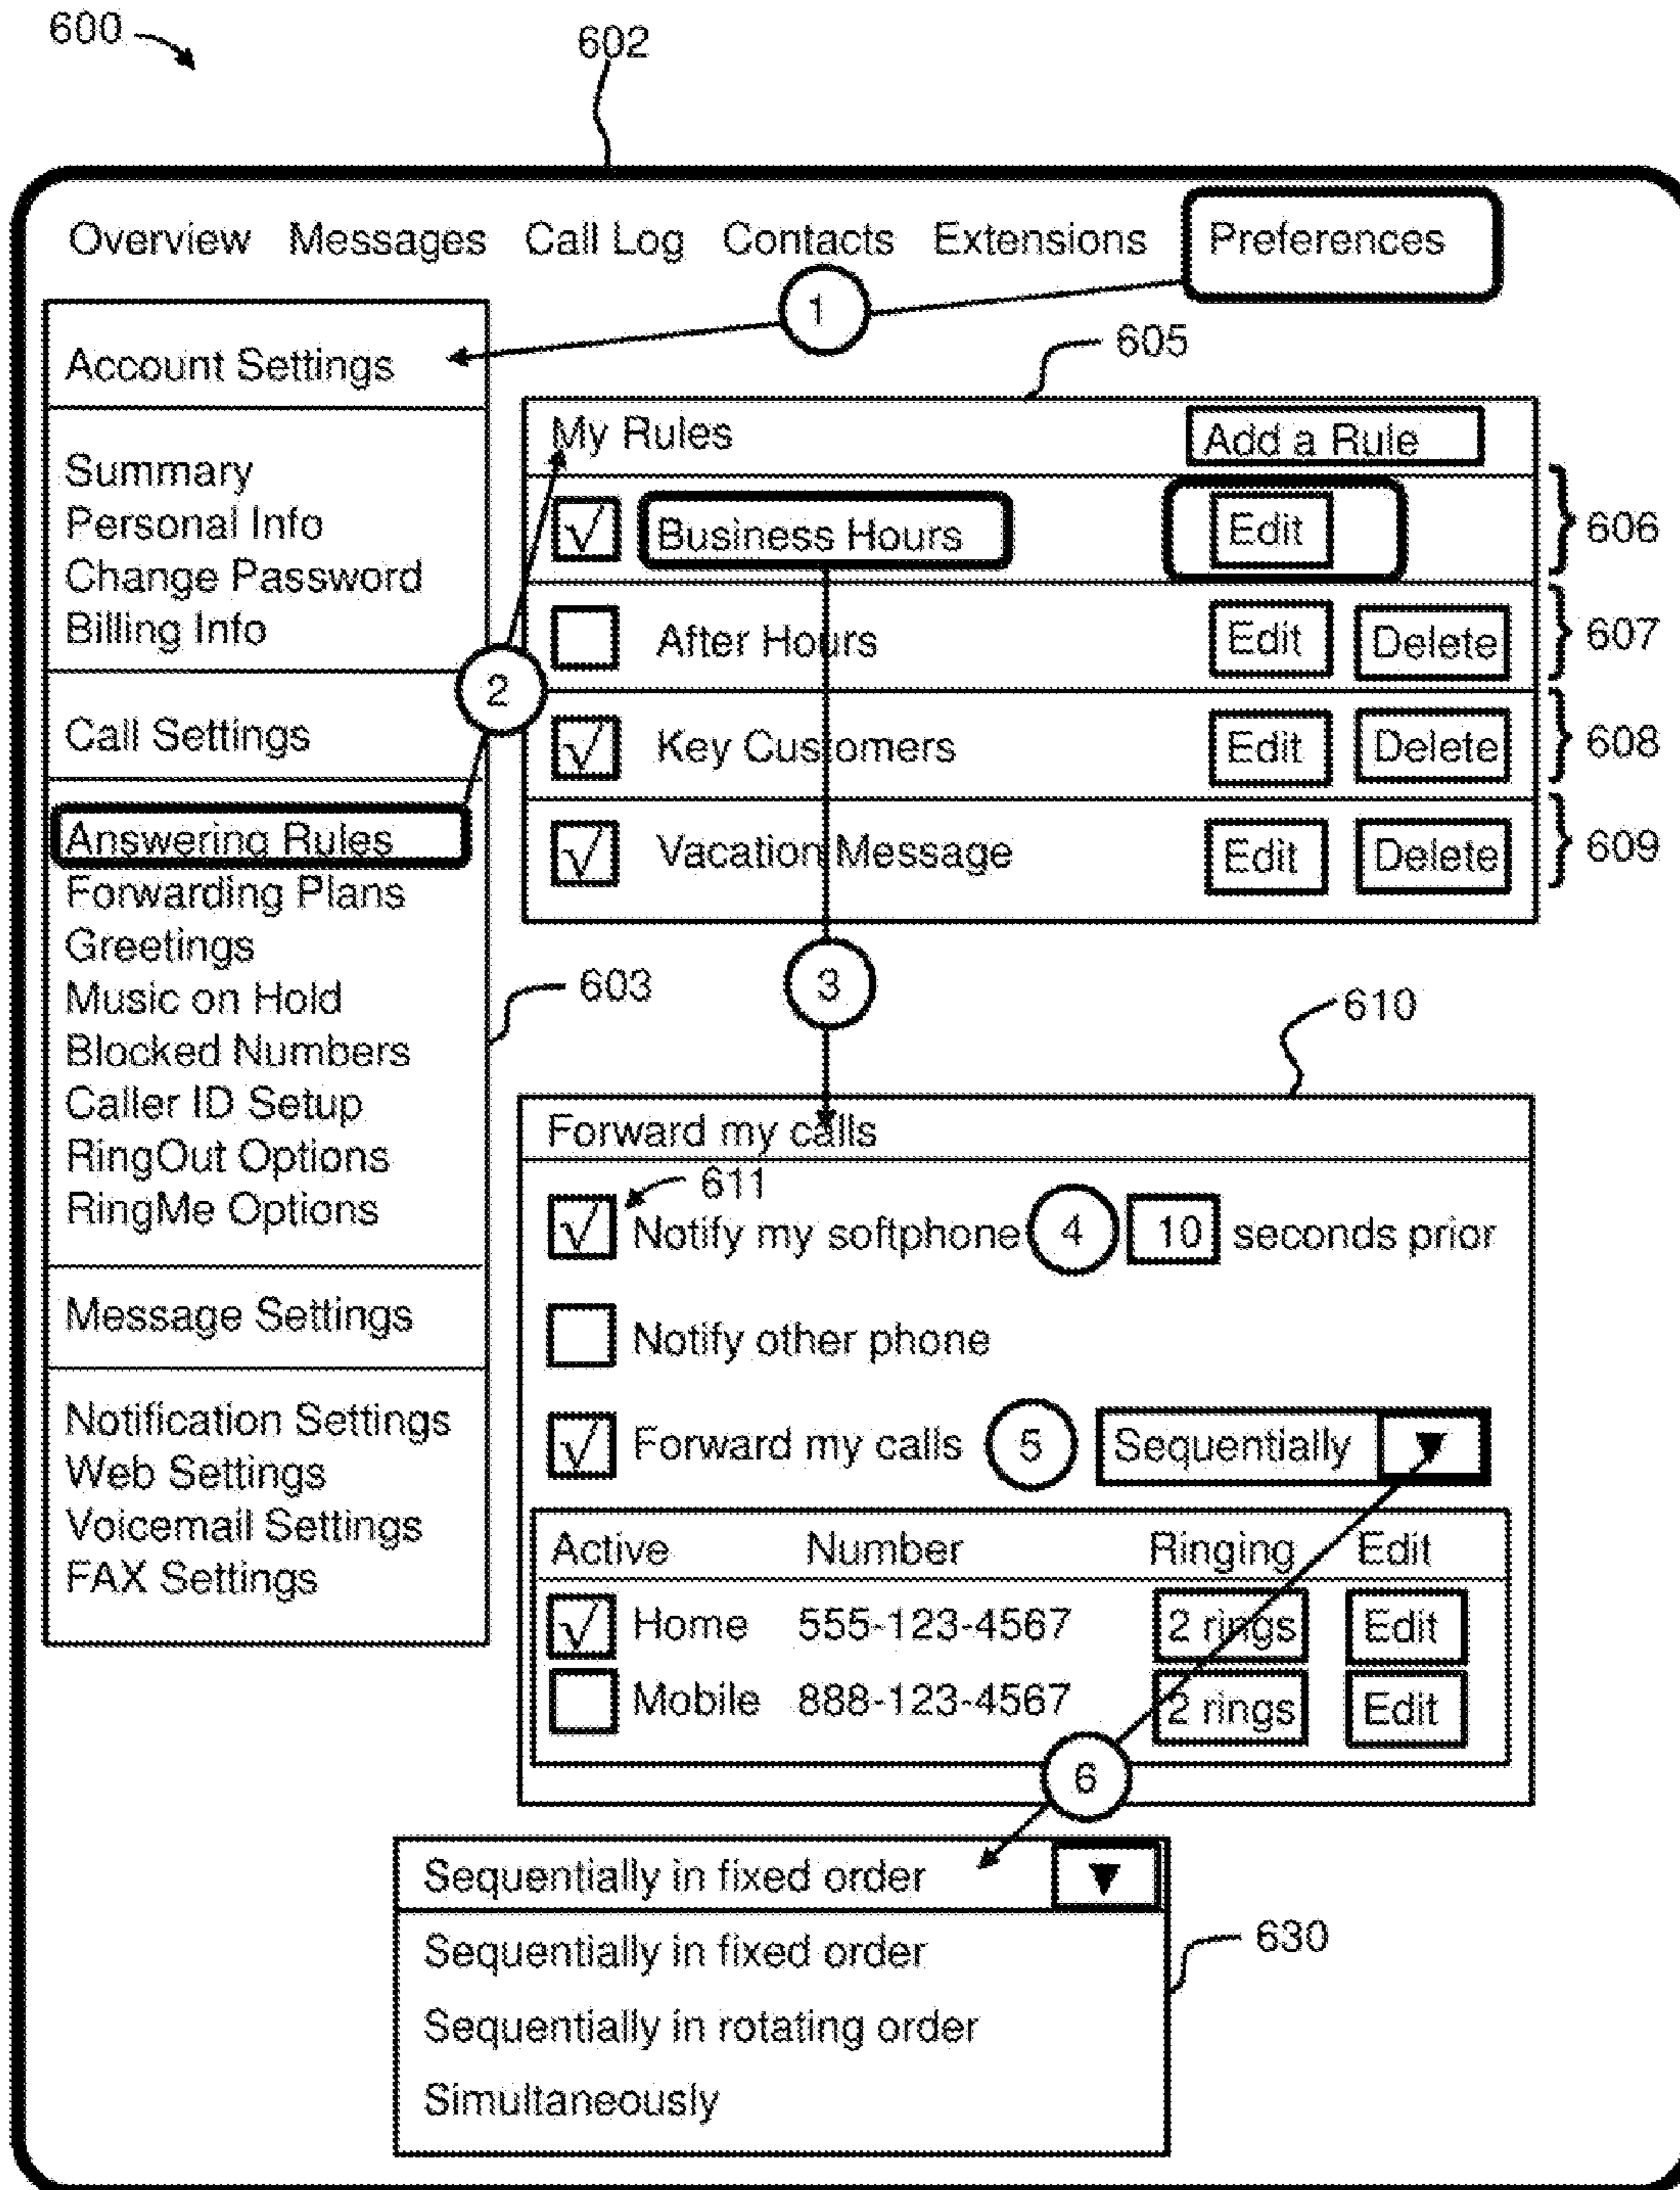 600
602
Overview Messages Call Log Contacts Extensions Preferences
1
Account Settings
Summary
Personal Info
Change Password
Billing Info
2
Call Settings
Answering Rules
Forwarding Plans
Greetings
Music on Hold
Blocked Numbers
Caller ID Setup
RingOut Options
RingMe Options
Message Settings
Notification Settings
Web Settings
Voicemail Settings
FAX Settings
603
605
My Rules Add a Rule
√ Business Hours Edit 606
After Hours Edit Delete 607
√ Key Customers Edit Delete 608
√ Vacation Message Edit Delete 609
3
610
Forward my calls
611
√ Notify my softphone 4 10 seconds prior
Notify other phone
√ Forward my calls 5 Sequentially ▼
Active Number Ringing Edit
√ Home 555-123-4567 2 rings Edit
Mobile 888-123-4567 2 rings Edit
6
Sequentially in fixed order ▼
Sequentially in fixed order
630
Sequentially in rotating order
Simultaneously